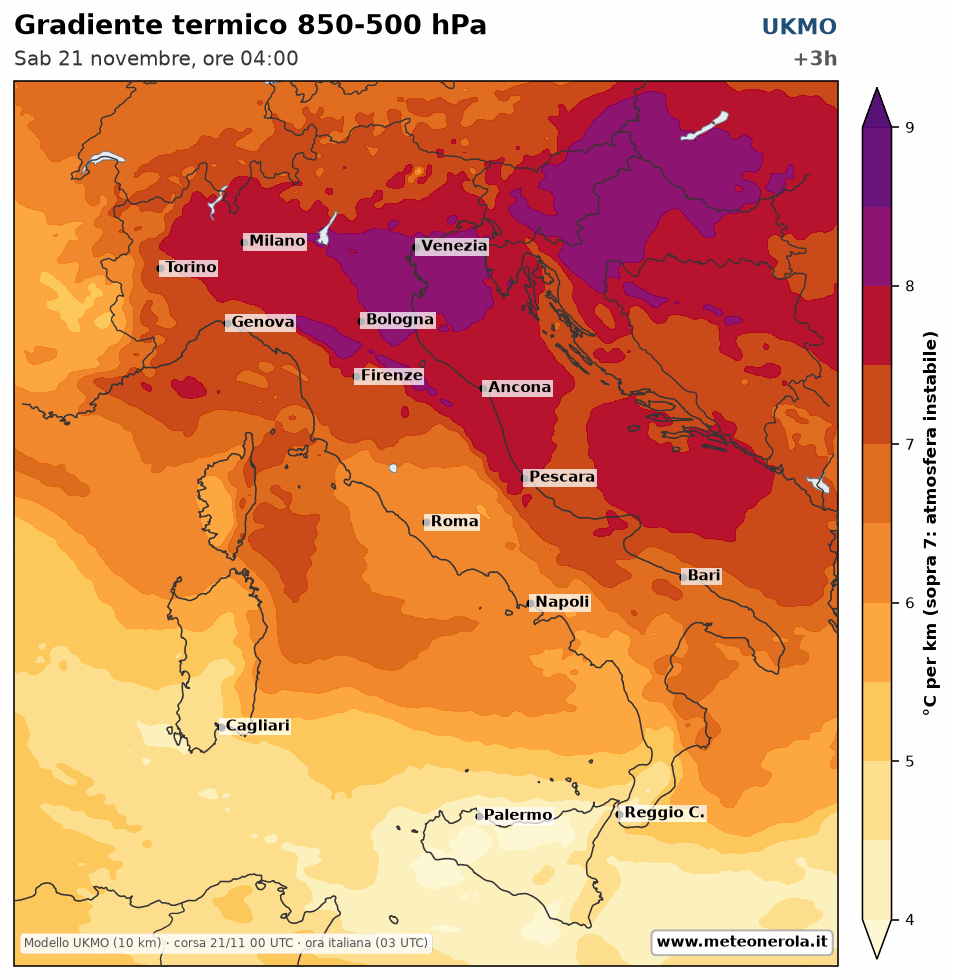 Gradiente termico 850-500 hPa
UKMO
Sab 21 novembre, ore 04:00
+3h
Milano
Venezia
Torino
Genova
Bologna
Firenze
Ancona
Pescara
Roma
Bari
Napoli
Cagliari
Palermo
Reggio C.
9
8
7
6
5
4
°C per km (sopra 7: atmosfera instabile)
Modello UKMO (10 km) · corsa 21/11 00 UTC · ora italiana (03 UTC)
www.meteonerola.it